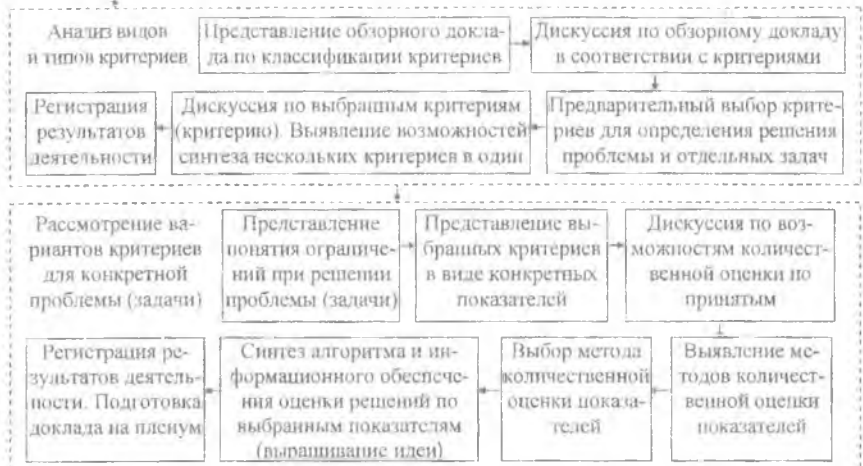 Анализ видов
и типов критериев
Представление обзорного докла-
да по классификации критериев
Дискуссия по обзорному докладу
в соответствии с критериями
Регистрация
результатов
деятельности
Дискуссия по выбранным критериям
(критерию). Выявление возможностей
синтеза нескольких критериев в один
Предварительный выбор крите-
риев для определения решения
проблемы и отдельных задач
Рассмотрение ва-
риантов критериев
для конкретной
проблемы (задачи)
Представление
понятия ограниче-
ний при решении
проблемы (задачи)
Представление вы-
бранных критериев
в виде конкретных
показателей
Дискуссия по воз-
можностям количест-
венной оценки по
принятым
Регистрация ре-
зультатов деятель-
ности. Подготовка
доклада на пленум
Синтез алгоритма и ин-
формационного обеспече-
ния оценки решений по
выбранным показателям
(выращивание идеи)
Выбор метода
количественной
оценки показа-
телей
Выявление ме-
тодов количест-
венной оценки
показателей